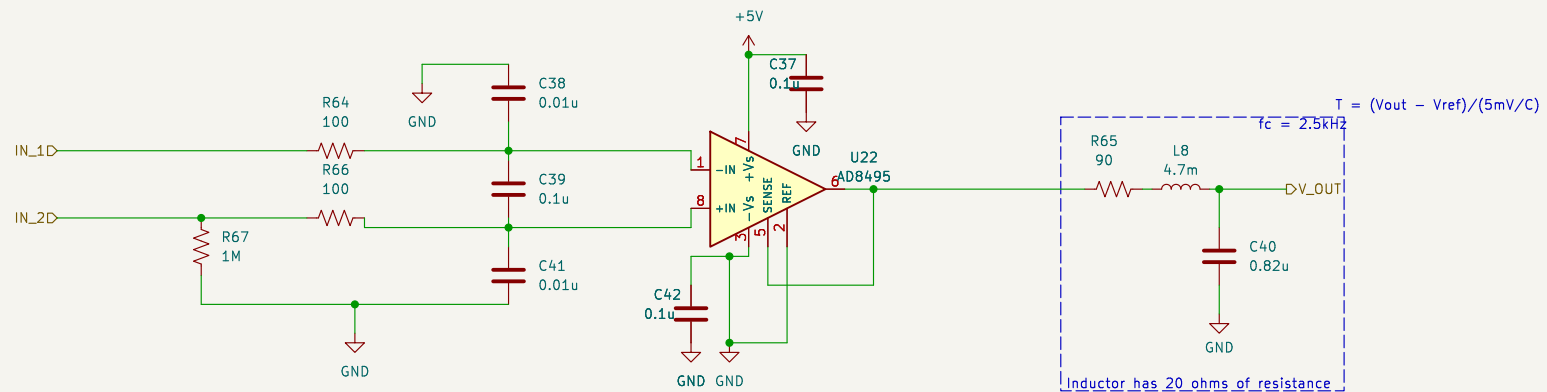 +5V
C37
0.1u
GND
T = (Vout - Vref)/(5mV/C)
fc = 2.5kHz
C38
0.01u
GND
R64
100
IN_1
R66
100
IN_2
R67
1M
C39
0.1u
C41
0.01u
GND
1
-IN
8
+IN
7
+Vs
-Vs
3
SENSE
5
REF
2
6
U22
AD8495
C42
0.1u
GND
GND
R65
90
L8
4.7m
V_OUT
C40
0.82u
GND
Inductor has 20 ohms of resistance